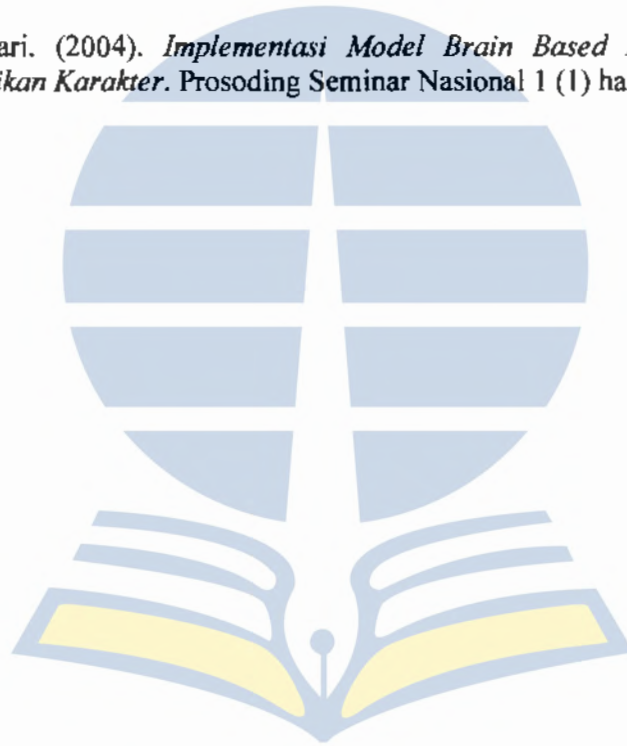 ari. (2004). Implementasi Model Brain Based
ikan Karakter. Prosoding Seminar Nasional 1 (1) ha